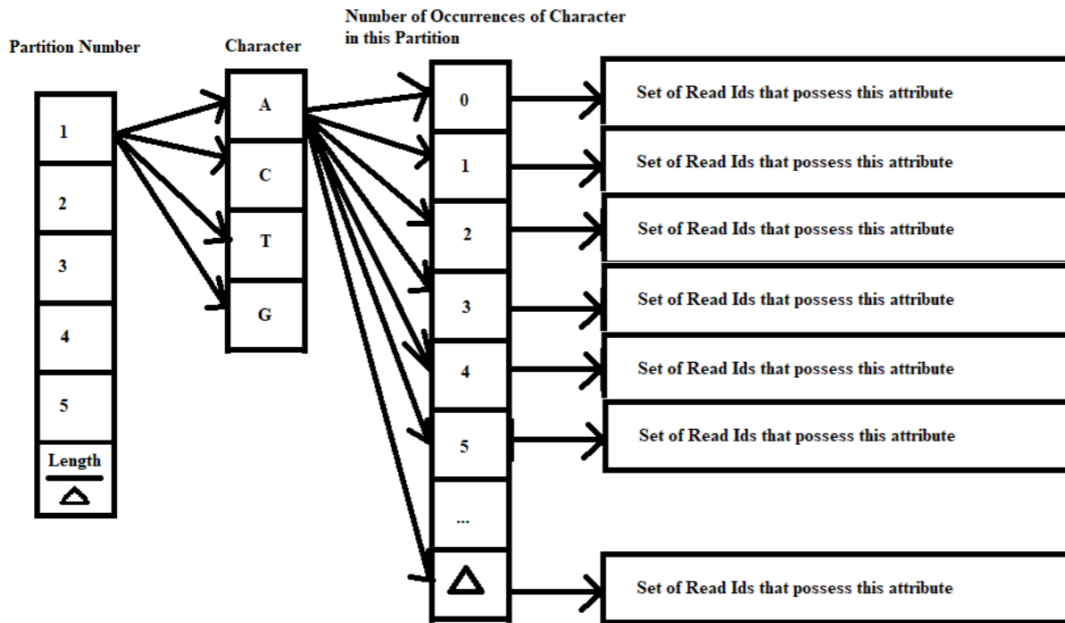 Number of Occurrences of Character
in this Partition
Partition Number
Character
1
2
3
4
5
Length
△
A
C
T
G
0
1
2
3
4
5
...
△
Set of Read Ids that possess this attribute
Set of Read Ids that possess this attribute
Set of Read Ids that possess this attribute
Set of Read Ids that possess this attribute
Set of Read Ids that possess this attribute
Set of Read Ids that possess this attribute
Set of Read Ids that possess this attribute